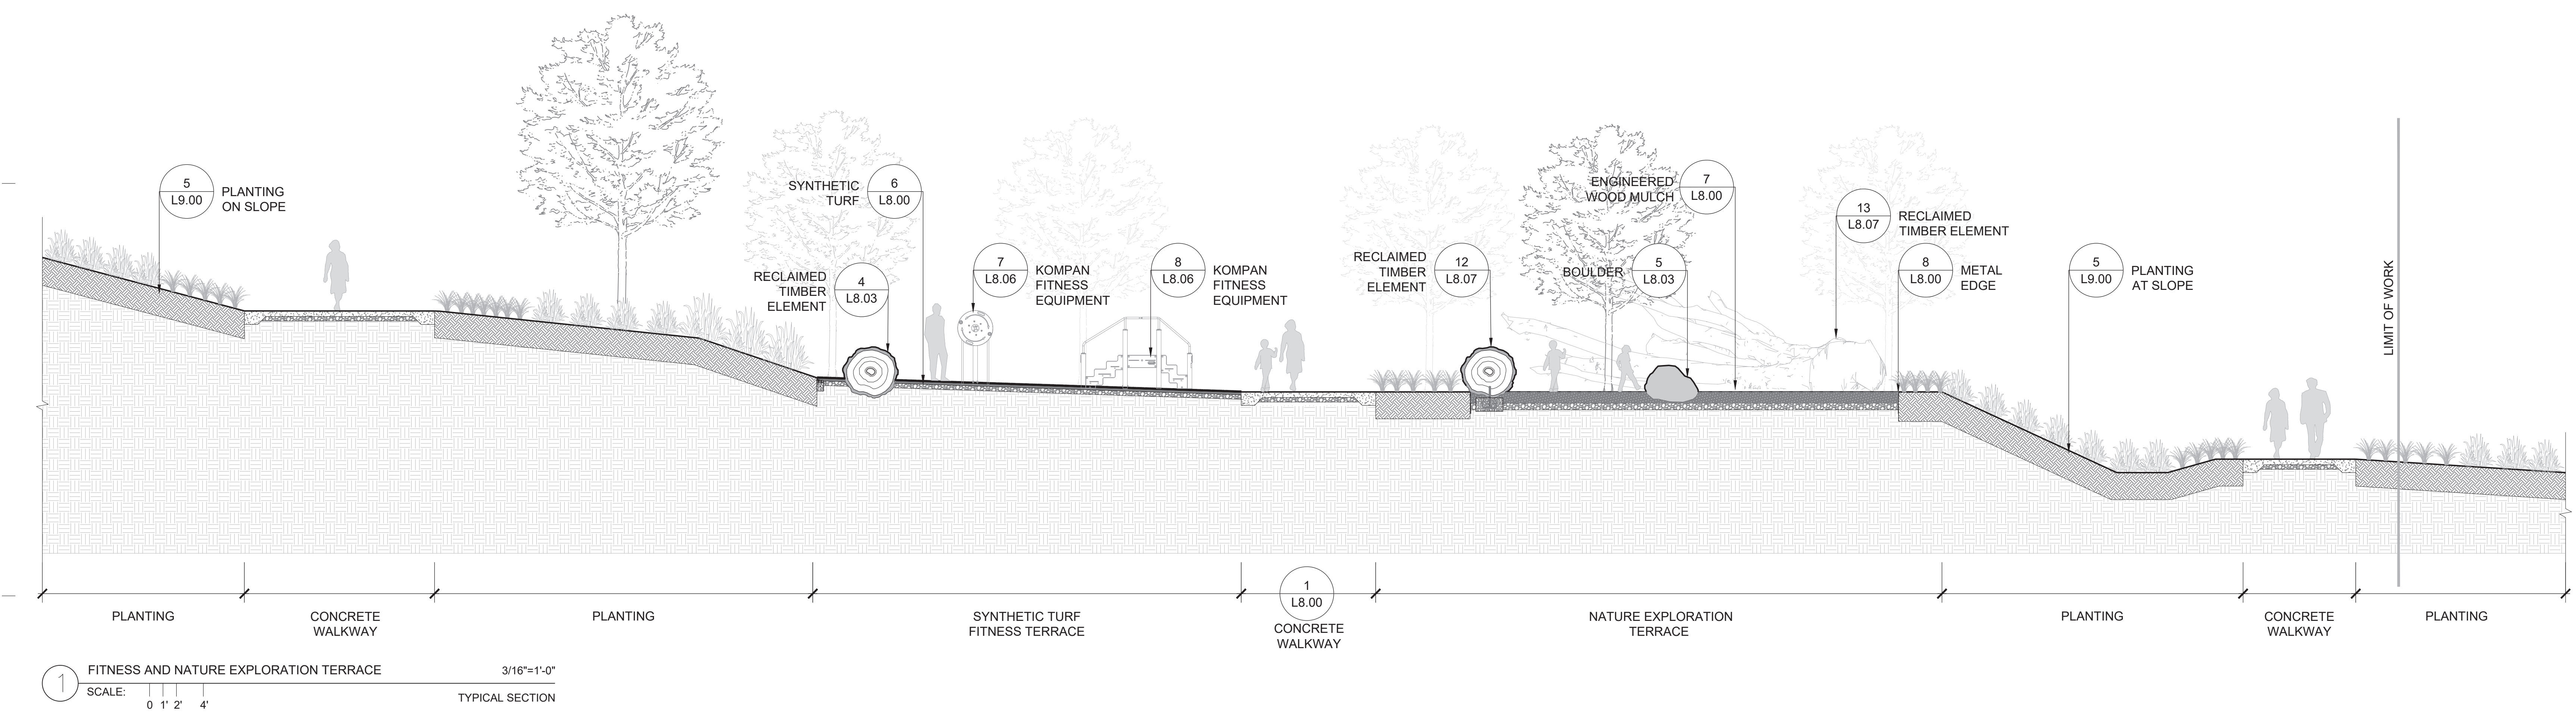 5
L9.00
PLANTING
ON SLOPE
SYNTHETIC
TURF
6
L8.00
RECLAIMED
TIMBER
ELEMENT
4
L8.03
7
L8.06
KOMPAN
FITNESS
EQUIPMENT
8
L8.06
KOMPAN
FITNESS
EQUIPMENT
RECLAIMED
TIMBER
ELEMENT
12
L8.07
ENGINEERED
WOOD MULCH
7
L8.00
BOULDER
5
L8.03
13
L8.07
RECLAIMED
TIMBER ELEMENT
8
L8.00
METAL
EDGE
5
L9.00
PLANTING
AT SLOPE
LIMIT OF WORK
PLANTING
CONCRETE
WALKWAY
PLANTING
SYNTHETIC TURF
FITNESS TERRACE
1
L8.00
CONCRETE
WALKWAY
NATURE EXPLORATION
TERRACE
PLANTING
CONCRETE
WALKWAY
PLANTING
1
FITNESS AND NATURE EXPLORATION TERRACE
3/16"=1'-0"
SCALE:
0 1' 2' 4'
TYPICAL SECTION